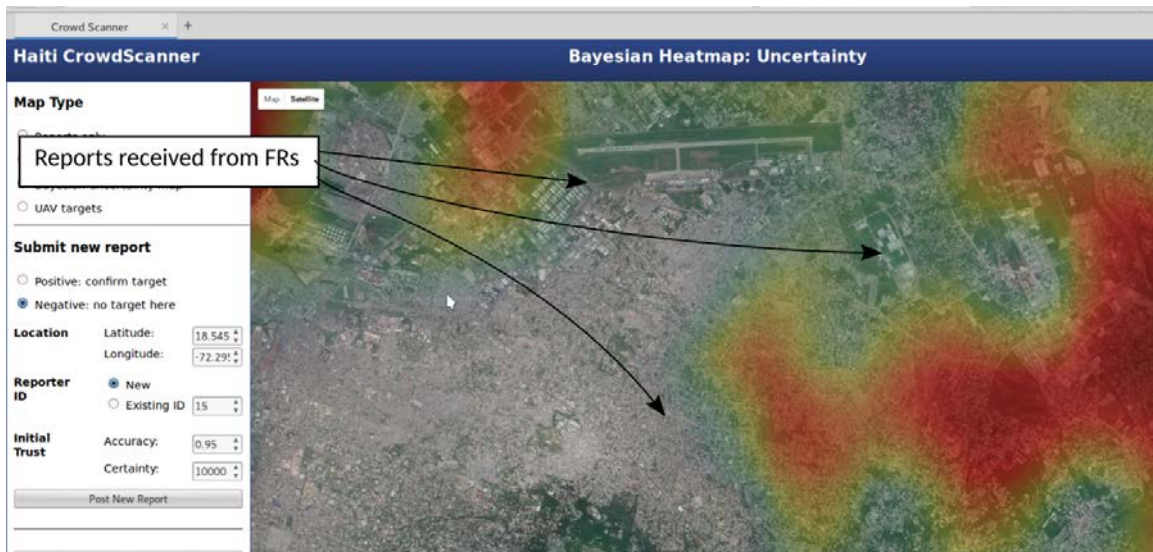 Crowd Scanner × +
Haiti CrowdScanner
Bayesian Heatmap: Uncertainty
Map Satellite
Map Type
Reports received from FRs
UAV targets
Submit new report
Positive: confirm target
Negative: no target here
Location Latitude: 18.545
Longitude:
Reporter ID
New
Existing ID 15
Initial Trust
Accuracy: 0.95
Certainty: 10000
Post New Report